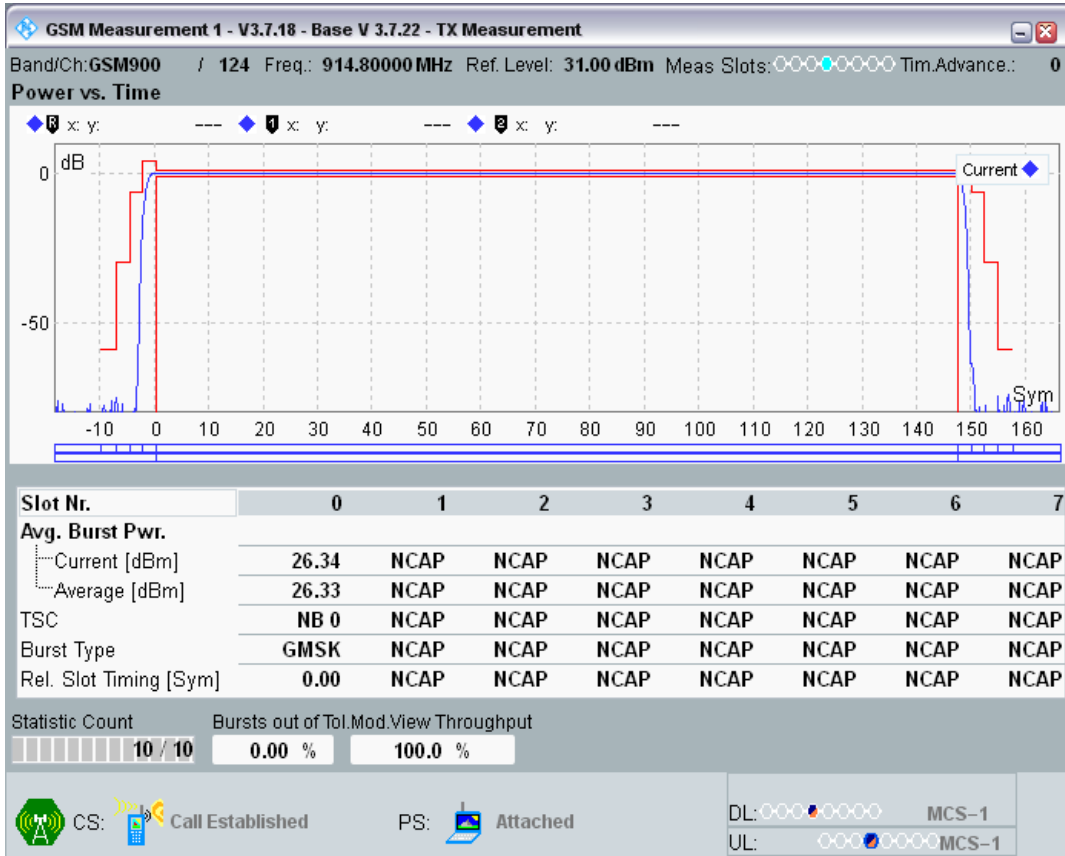 GSM Measurement 1 - V3.7.18 - Base V 3.7.22 - TX Measurement
Band/Ch:GSM900 / 124 Freq.: 914.80000 MHz Ref. Level: 31.00 dBm Meas Slots: Tim.Advance.: 0
Power vs. Time
R x: y: --- 1 x: y: --- 2 x: y: ---
dB
Current
0
-50
Sym
-10 0 10 20 30 40 50 60 70 80 90 100 110 120 130 140 150 160
Slot Nr. 0 1 2 3 4 5 6 7
Avg. Burst Pwr.
Current [dBm] 26.34 NCAP NCAP NCAP NCAP NCAP NCAP NCAP
Average [dBm] 26.33 NCAP NCAP NCAP NCAP NCAP NCAP NCAP
TSC NB 0 NCAP NCAP NCAP NCAP NCAP NCAP NCAP
Burst Type GMSK NCAP NCAP NCAP NCAP NCAP NCAP NCAP
Rel. Slot Timing [Sym] 0.00 NCAP NCAP NCAP NCAP NCAP NCAP NCAP
Statistic Count Bursts out of Tol.Mod.View Throughput
10 / 10 0.00 % 100.0 %
CS: Call Established PS: Attached
DL: MCS-1
UL: MCS-1